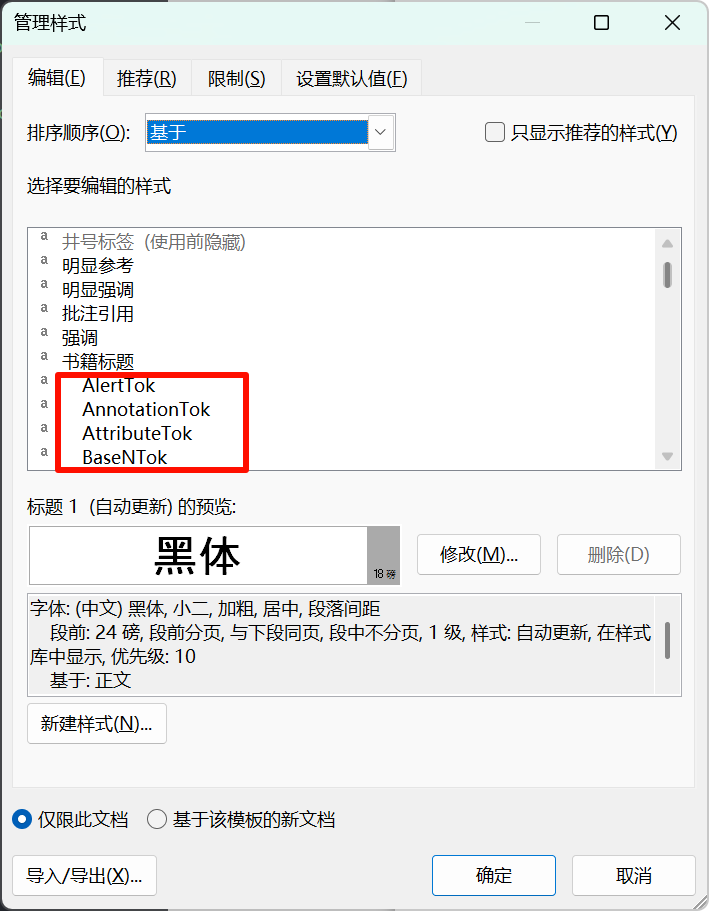 管理样式
编辑(E) 推荐(R) 限制(S) 设置默认值(F)
排序顺序(O): 基于 只显示推荐的样式(Y)
选择要编辑的样式
a 井号标签 (使用前隐藏)
a 明显参考
a 明显强调
a 批注引用
a 强调
a 书籍标题
a AlertTok
a AnnotationTok
a AttributeTok
a BaseNTok
标题 1 (自动更新) 的预览:
黑体 18 磅
修改(M)... 删除(D)
字体: (中文) 黑体, 小二, 加粗, 居中, 段落间距
段前: 24 磅, 段前分页, 与下段同页, 段中不分页, 1 级, 样式: 自动更新, 在样式
库中显示, 优先级: 10
基于: 正文
新建样式(N)...
仅限此文档 基于该模板的新文档
导入/导出(X)... 确定 取消